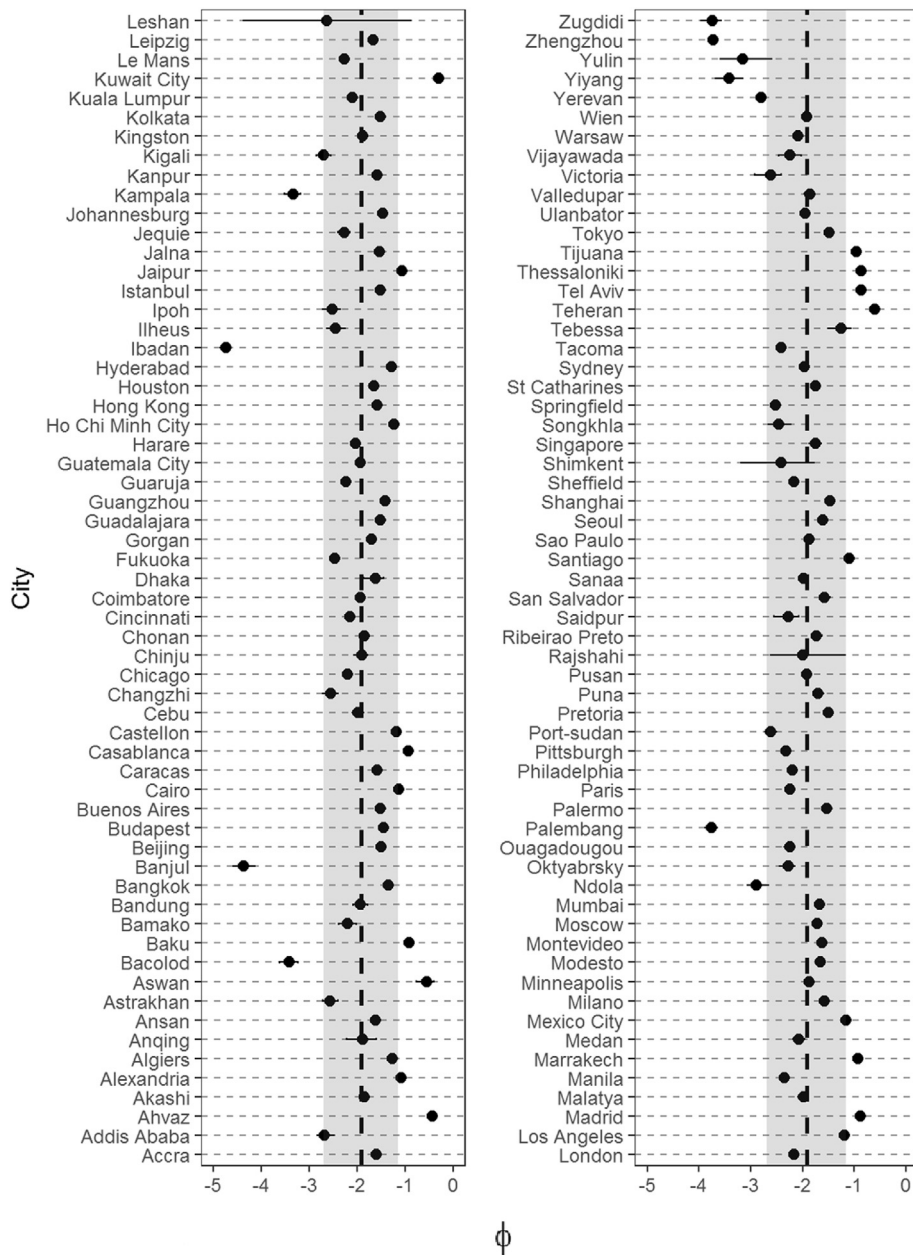 City
Leshan
Leipzig
Le Mans
Kuwait City
Kuala Lumpur
Kolkata
Kingston
Kigali
Kanpur
Kampala
Johannesburg
Jequie
Jalna
Jaipur
Istanbul
Ipoh
Ilheus
Ibadan
Hyderabad
Houston
Hong Kong
Ho Chi Minh City
Harare
Guatemala City
Guaruja
Guangzhou
Guadalajara
Gorgan
Fukuoka
Dhaka
Coimbatore
Cincinnati
Chonan
Chinju
Chicago
Changzhi
Cebu
Castellon
Casablanca
Caracas
Cairo
Buenos Aires
Budapest
Beijing
Banjul
Bangkok
Bandung
Bamako
Baku
Bacolod
Aswan
Astrakhan
Ansan
Anqing
Algiers
Alexandria
Akashi
Ahvaz
Addis Ababa
Accra
-5 -4 -3 -2 -1 0
Zugdidi
Zhengzhou
Yulin
Yiyang
Yerevan
Wien
Warsaw
Vijayawada
Victoria
Valledupar
Ulanbator
Tokyo
Tijuana
Thessaloniki
Tel Aviv
Teheran
Tebessa
Tacoma
Sydney
St Catharines
Springfield
Songkhla
Singapore
Shimkent
Sheffield
Shanghai
Seoul
Sao Paulo
Santiago
Sanaa
San Salvador
Saidpur
Ribeirao Preto
Rajshahi
Pusan
Puna
Pretoria
Port-sudan
Pittsburgh
Philadelphia
Paris
Palermo
Palembang
Ouagadougou
Oktyabrsky
Ndola
Mumbai
Moscow
Montevideo
Modesto
Minneapolis
Milano
Mexico City
Medan
Marrakech
Manila
Malatya
Madrid
Los Angeles
London
-5 -4 -3 -2 -1 0
ϕ